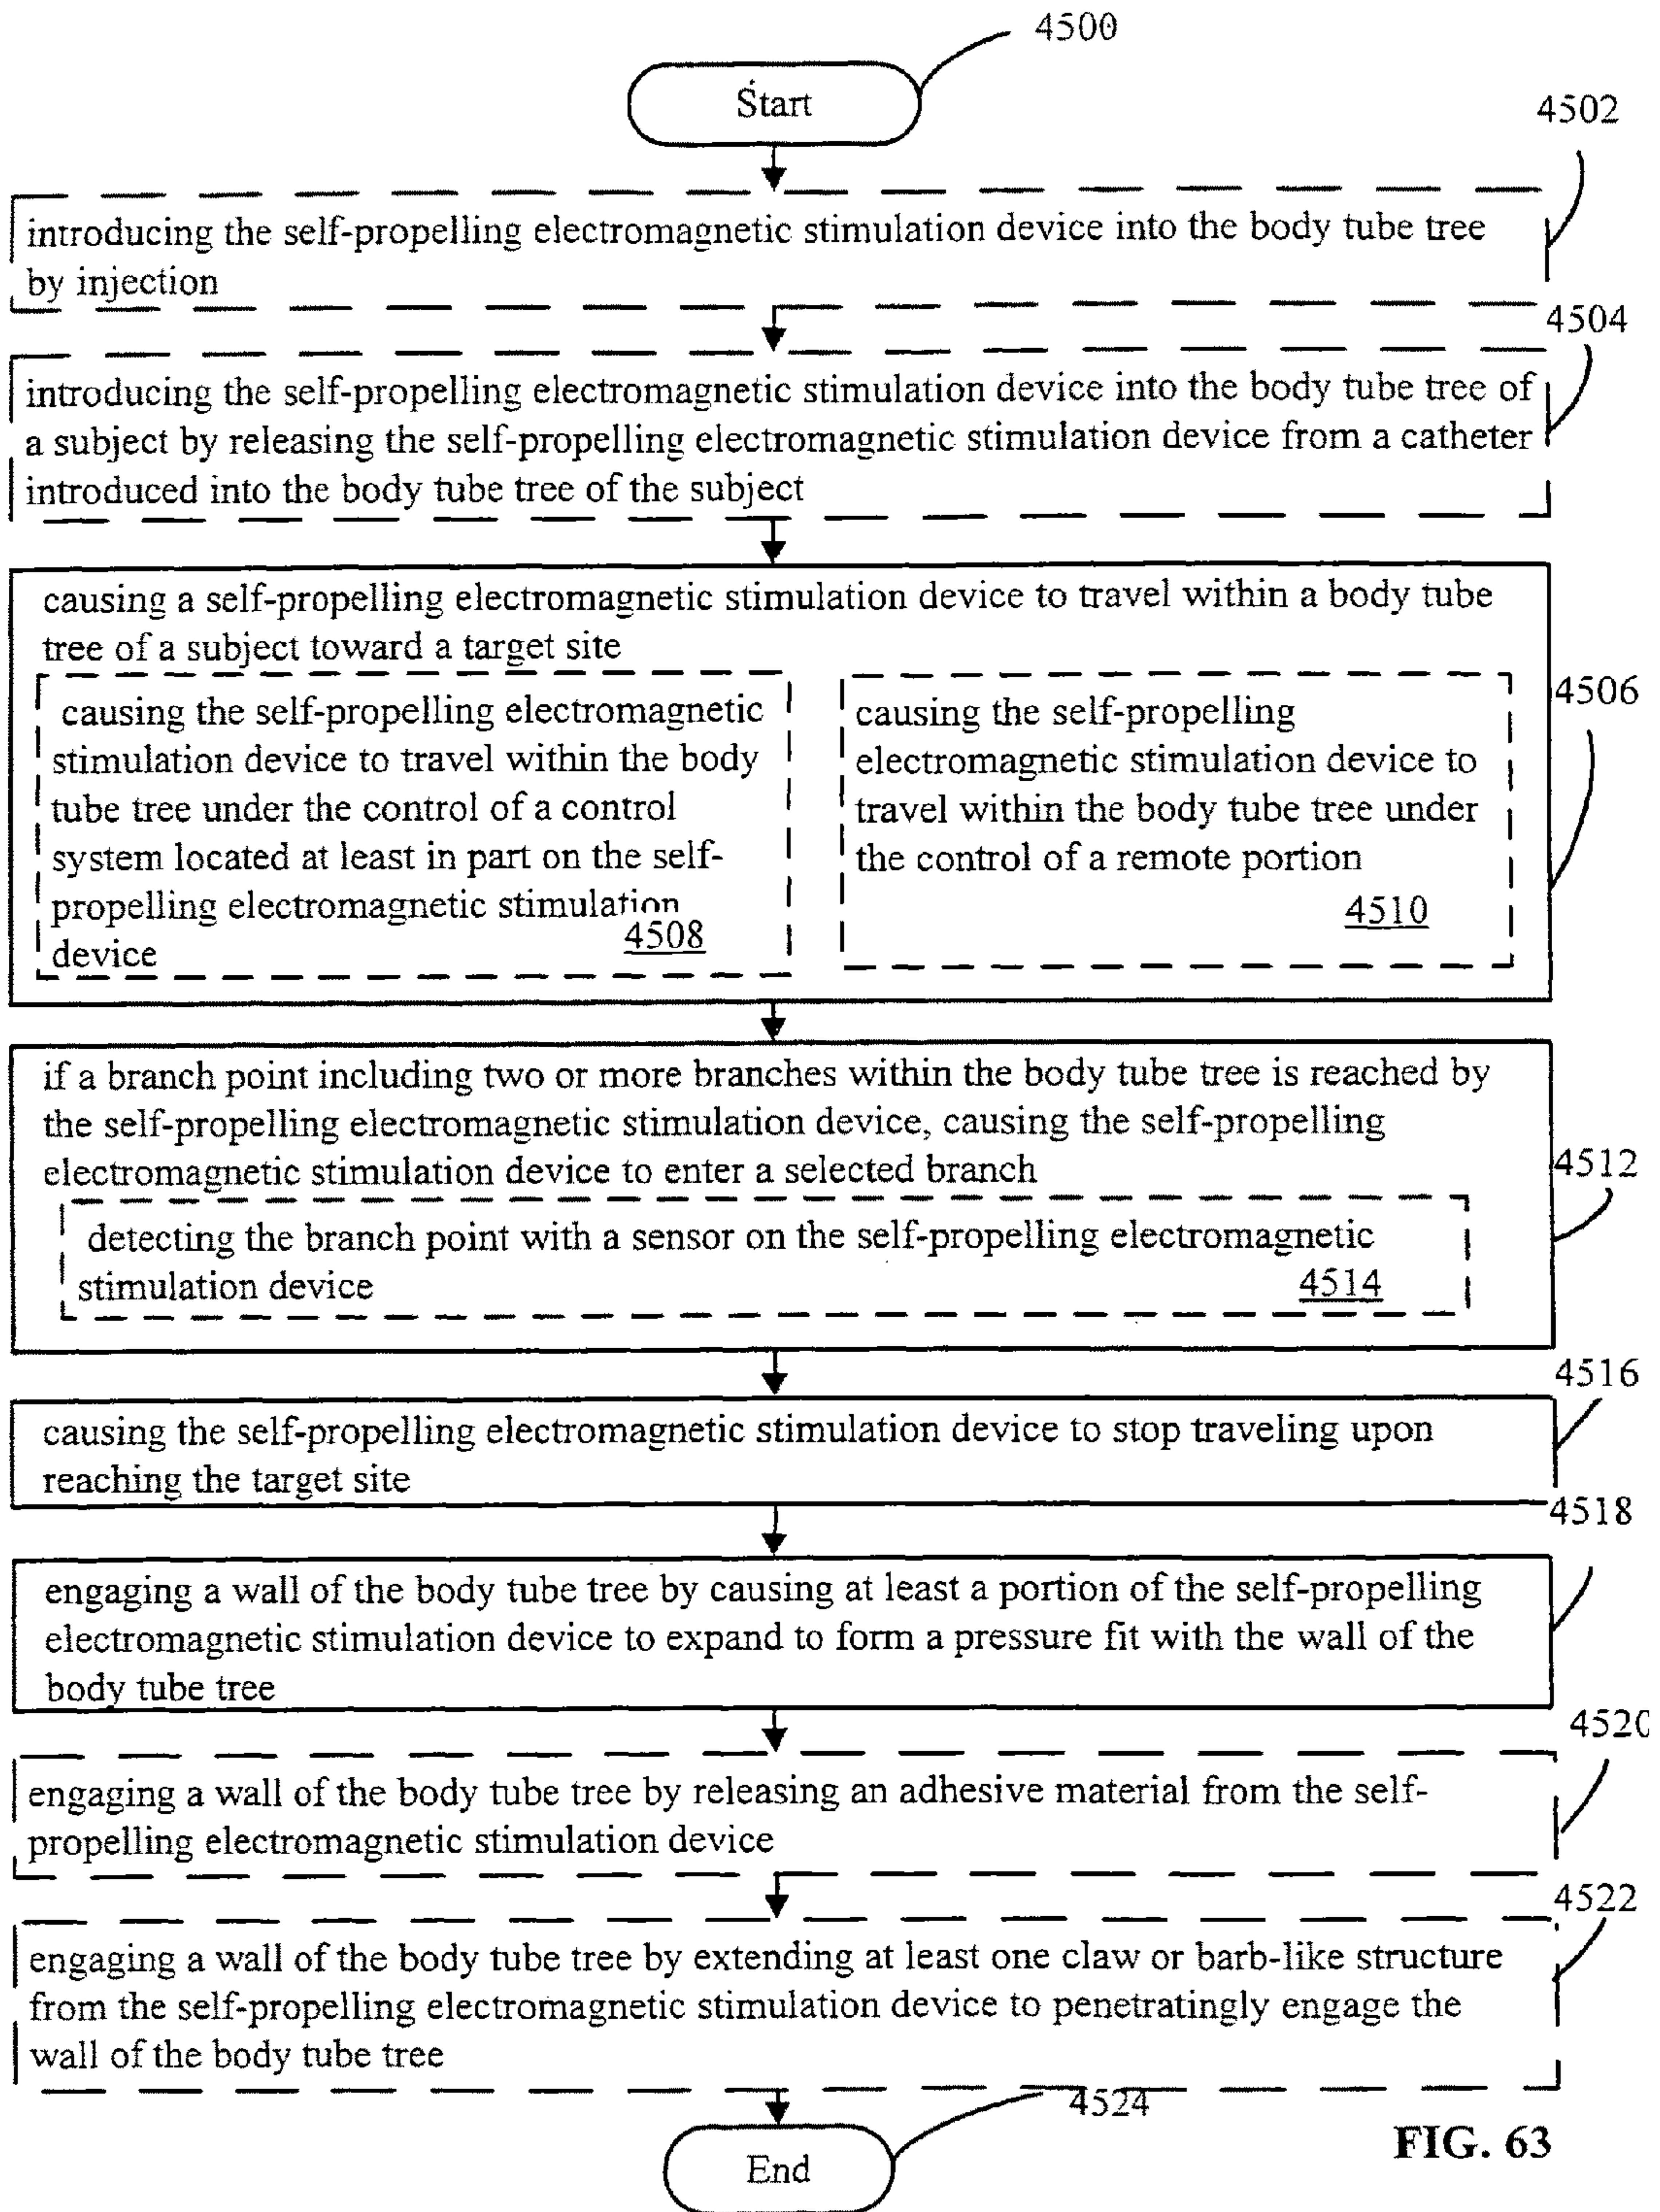 4500
Start
4502
introducing the self-propelling electromagnetic stimulation device into the body tube tree
by injection
4504
introducing the self-propelling electromagnetic stimulation device into the body tube tree of
a subject by releasing the self-propelling electromagnetic stimulation device from a catheter
introduced into the body tube tree of the subject
causing a self-propelling electromagnetic stimulation device to travel within a body tube
tree of a subject toward a target site
4506
causing the self-propelling electromagnetic
stimulation device to travel within the body
tube tree under the control of a control
system located at least in part on the self-
propelling electromagnetic stimulation
device
4508
causing the self-propelling
electromagnetic stimulation device to
travel within the body tube tree under
the control of a remote portion
4510
if a branch point including two or more branches within the body tube tree is reached by
the self-propelling electromagnetic stimulation device, causing the self-propelling
electromagnetic stimulation device to enter a selected branch
4512
detecting the branch point with a sensor on the self-propelling electromagnetic
stimulation device
4514
4516
causing the self-propelling electromagnetic stimulation device to stop traveling upon
reaching the target site
4518
engaging a wall of the body tube tree by causing at least a portion of the self-propelling
electromagnetic stimulation device to expand to form a pressure fit with the wall of the
body tube tree
4520
engaging a wall of the body tube tree by releasing an adhesive material from the self-
propelling electromagnetic stimulation device
4522
engaging a wall of the body tube tree by extending at least one claw or barb-like structure
from the self-propelling electromagnetic stimulation device to penetratingly engage the
wall of the body tube tree
4524
End
FIG. 63